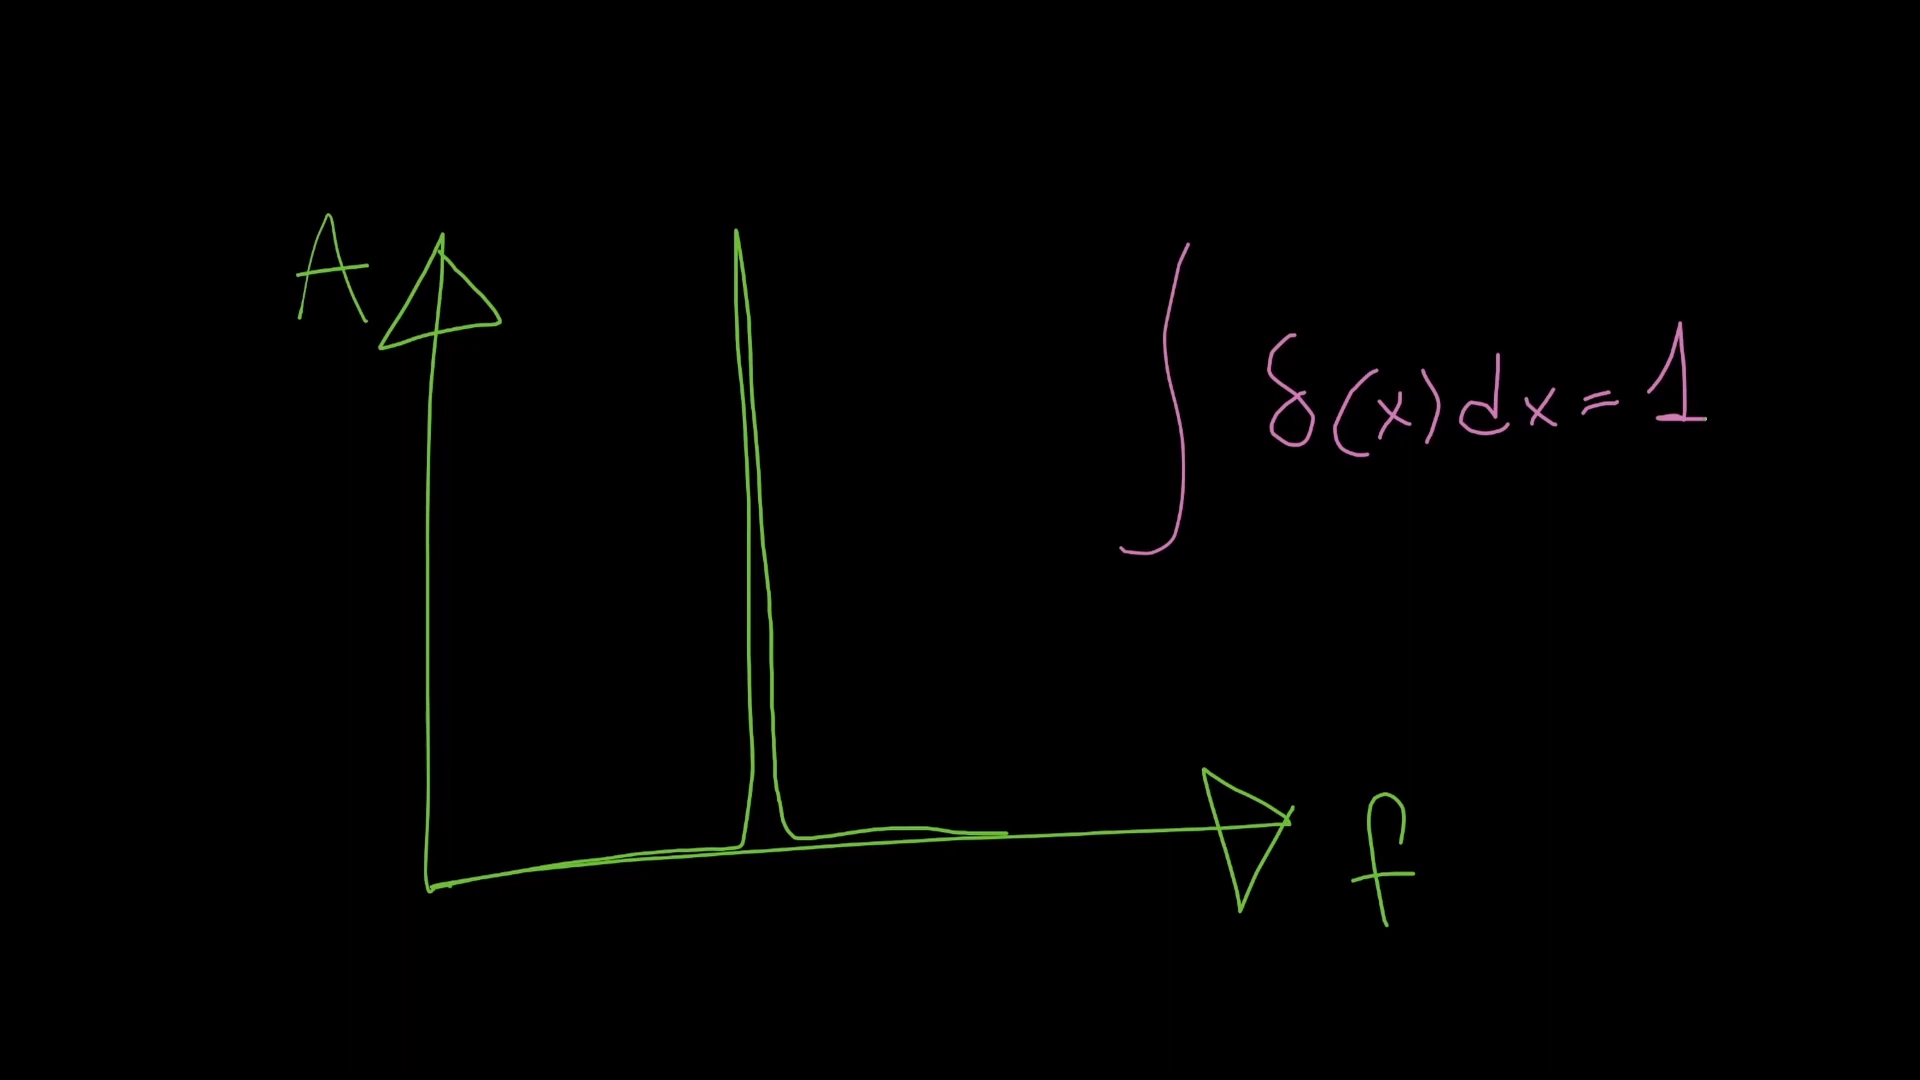 A
∫ δ(x)dx=1
f